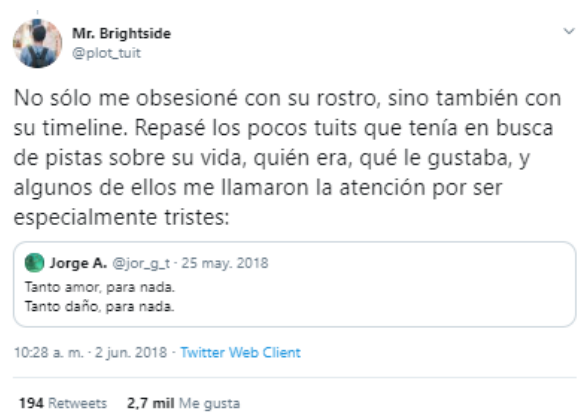 Mr. Brightside
@plot_tuit
No sólo me obsesioné con su rostro, sino también con
su timeline. Repasé los pocos tuits que tenía en busca
de pistas sobre su vida, quién era, qué le gustaba, y
algunos de ellos me llamaron la atención por ser
especialmente tristes:
Jorge A. @jor_g_t · 25 may. 2018
Tanto amor, para nada.
Tanto daño, para nada.
10:28 a. m. · 2 jun. 2018 · Twitter Web Client
194 Retweets 2,7 mil Me gusta